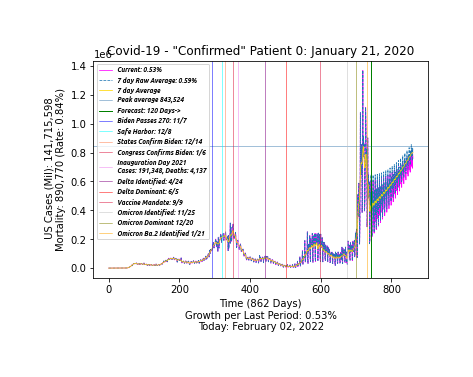 Covid-19 - "Confirmed" Patient 0: January 21, 2020
1e6
Current: 0.53%
7 day Raw Average: 0.59%
7 day Average
Peak average 843,524
Forecast: 120 Days->
Biden Passes 270: 11/7
Safe Harbor: 12/8
States Confirm Biden: 12/14
Congress Confirms Biden: 1/6
Inauguration Day 2021
Cases: 191,348, Deaths: 4,137
Delta Identified: 4/24
Delta Dominant: 6/5
Vaccine Mandate: 9/9
Omicron Identified: 11/25
Omicron Dominant 12/20
Omicron Ba.2 Identified 1/21
US Cases (Mil): 141,715,598
Mortality: 890,770 (Rate: 0.84%)
1.4
1.2
1.0
0.8
0.6
0.4
0.2
0.0
0 200 400 600 800
Time (862 Days)
Growth per Last Period: 0.53%
Today: February 02, 2022